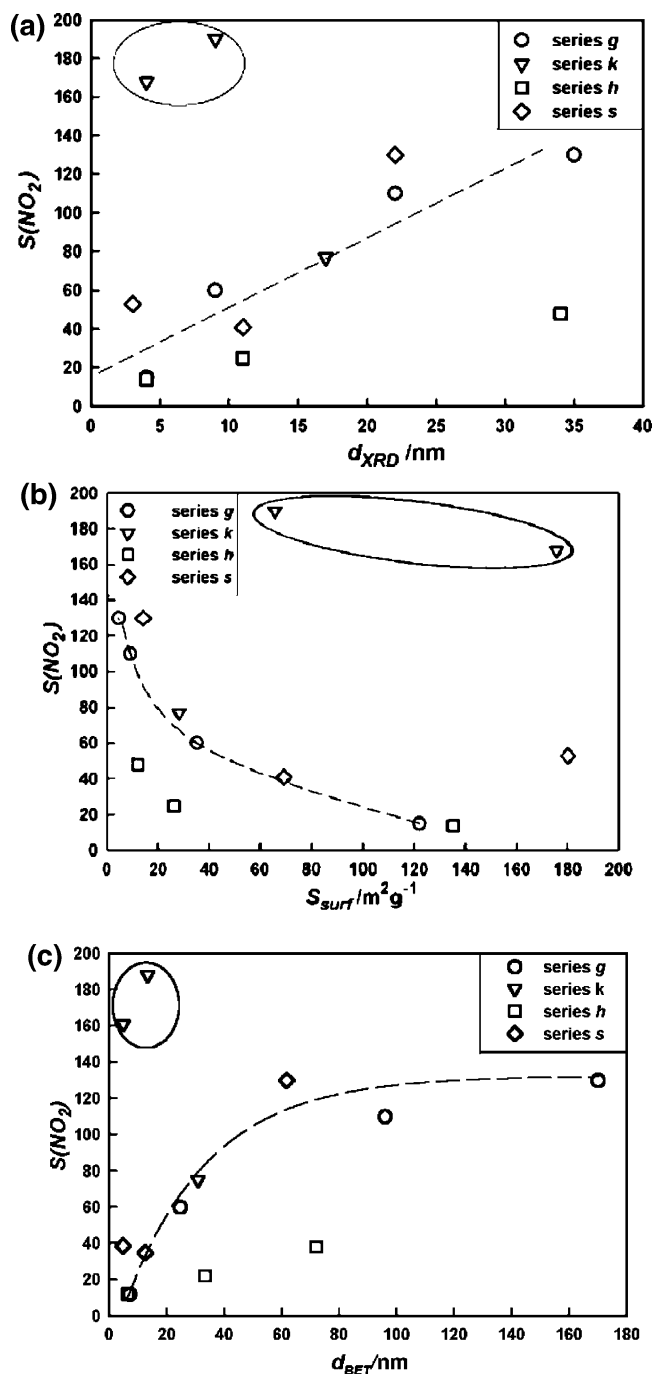 (a)
200
180
160
140
120
100
80
60
40
20
0
S(NO2)
0 5 10 15 20 25 30 35 40
dXRD /nm
series g
series k
series h
series s
(b)
200
180
160
140
120
100
80
60
40
20
0
S(NO2)
0 20 40 60 80 100 120 140 160 180 200
Ssurf /m2g-1
series g
series k
series h
series s
(c)
200
180
160
140
120
100
80
60
40
20
0
S(NO2)
0 20 40 60 80 100 120 140 160 180
dBET/nm
series g
series k
series h
series s